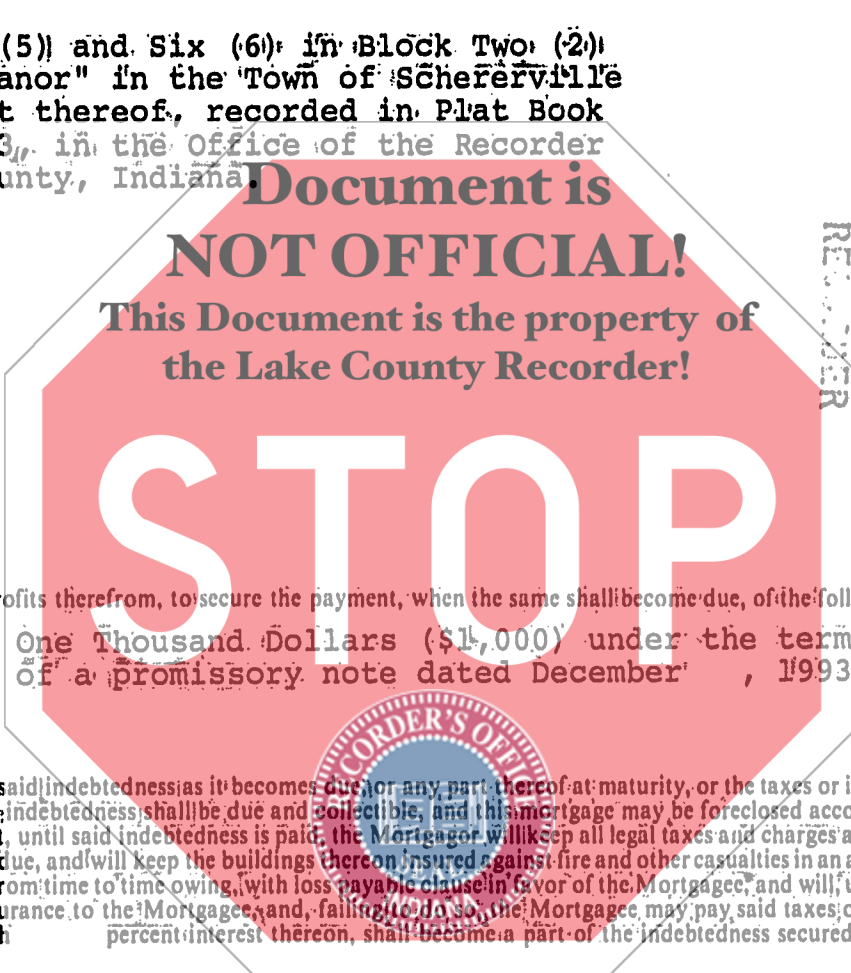 (5) and Six (6) in Block Two (2)
anor" in the Town of Schererville
t thereof, recorded in Plat Book
3, in the Office of the Recorder
unty, Indiana.
Document is
NOT OFFICIAL!
This Document is the property of
the Lake County Recorder!
STOP
ofits therefrom, to secure the payment, when the same shall become due, of the foll
One Thousand Dollars ($1,000) under the term
of a promissory note dated December , 1993
RECORDER'S OFFICE
SEAL
INDIANA
said indebtedness as it becomes due, or any part thereof at maturity, or the taxes or i
indebtedness shall be due and collectible, and this mortgage may be foreclosed acco
, until said indebtedness is paid, the Mortgagor will keep all legal taxes and charges a
due, and will keep the buildings thereon insured against fire and other casualties in an a
rom time to time owing, with loss payable clause in favor of the Mortgagee, and will, u
urance to the Mortgagee, and, failing to do so, the Mortgagee may pay said taxes, o
percent interest thereon, shall become a part of the indebtedness secured